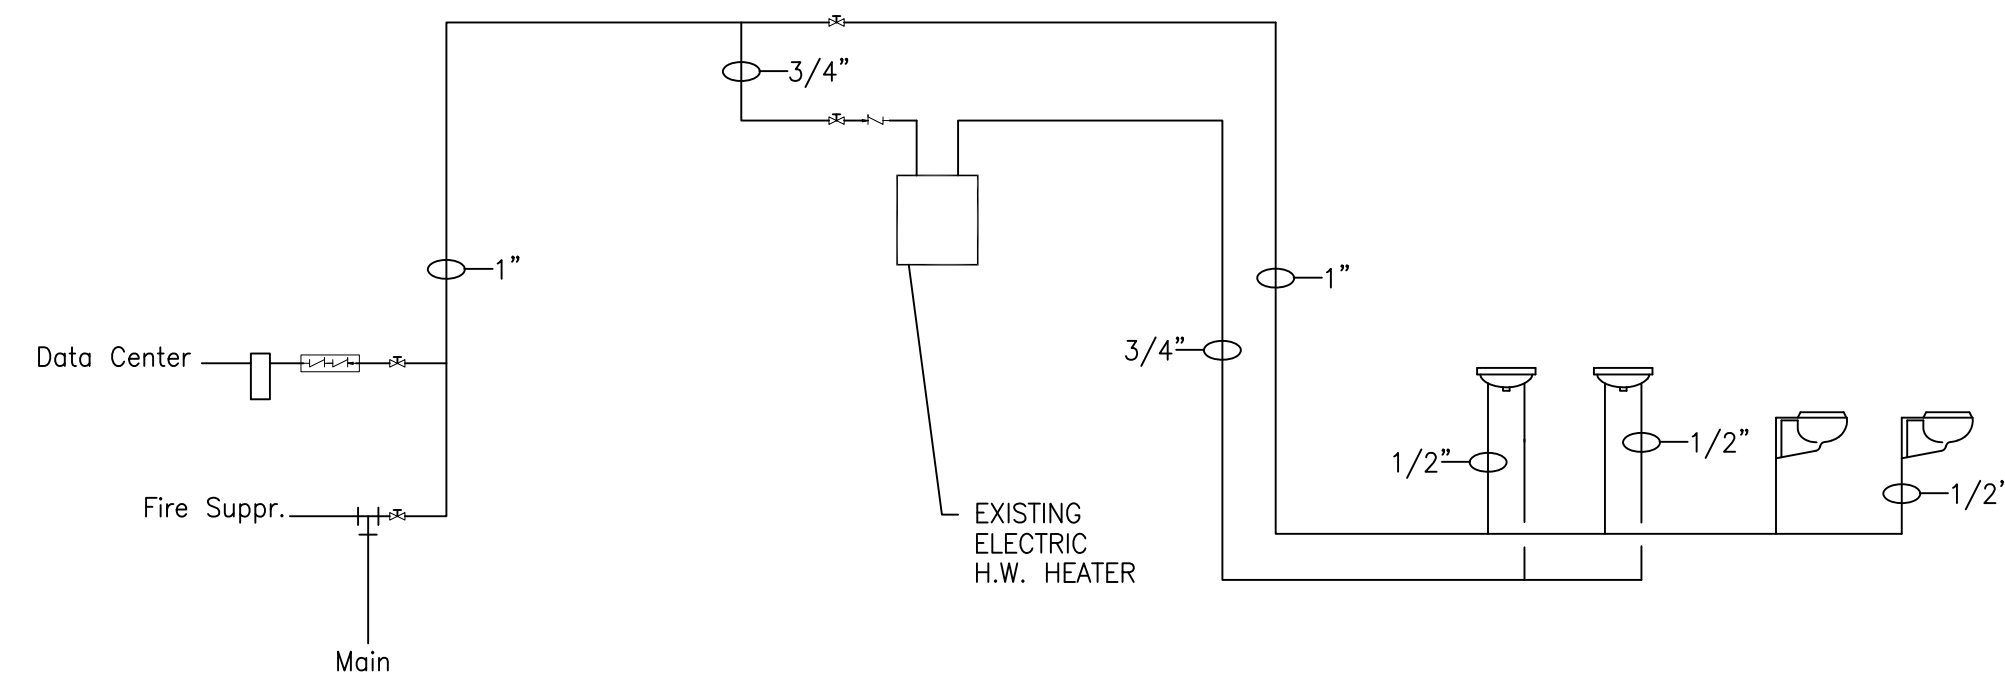 3/4”
1”
1”
Data Center
3/4”
1/2”
1/2”
1/2'
Fire Suppr.
EXISTING
ELECTRIC
H.W. HEATER
Main